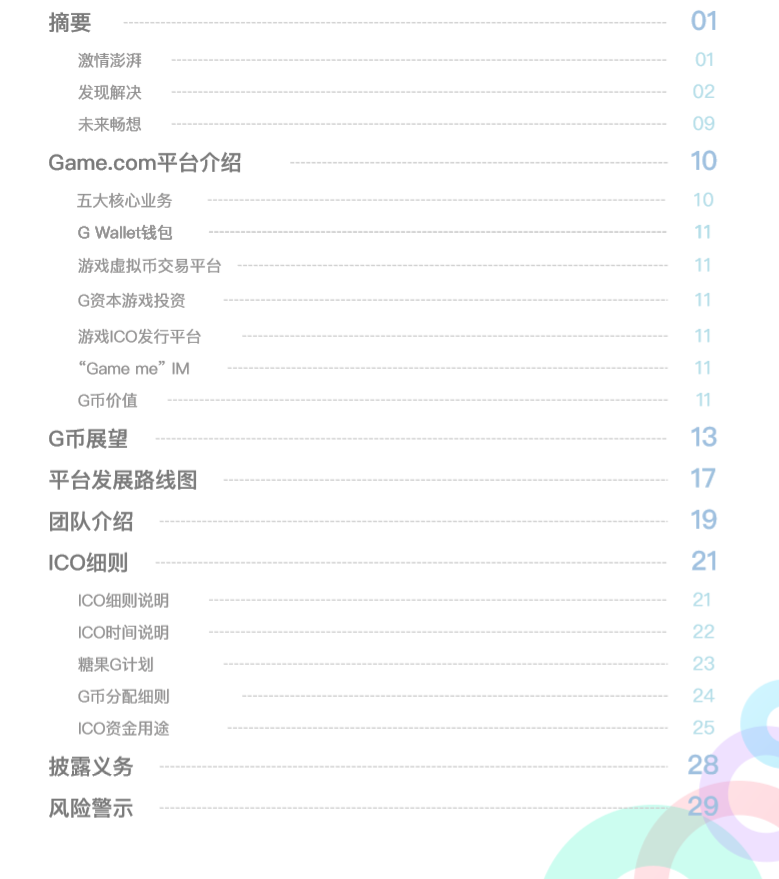 摘要 01
激情澎湃 01
发现解决 02
未来畅想 09
Game.com平台介绍 10
五大核心业务 10
G Wallet钱包 11
游戏虚拟币交易平台 11
G资本游戏投资 11
游戏ICO发行平台 11
“Game me” IM 11
G币价值 11
G币展望 13
平台发展路线图 17
团队介绍 19
ICO细则 21
ICO细则说明 21
ICO时间说明 22
糖果G计划 23
G币分配细则 24
ICO资金用途 25
披露义务 28
风险警示 29